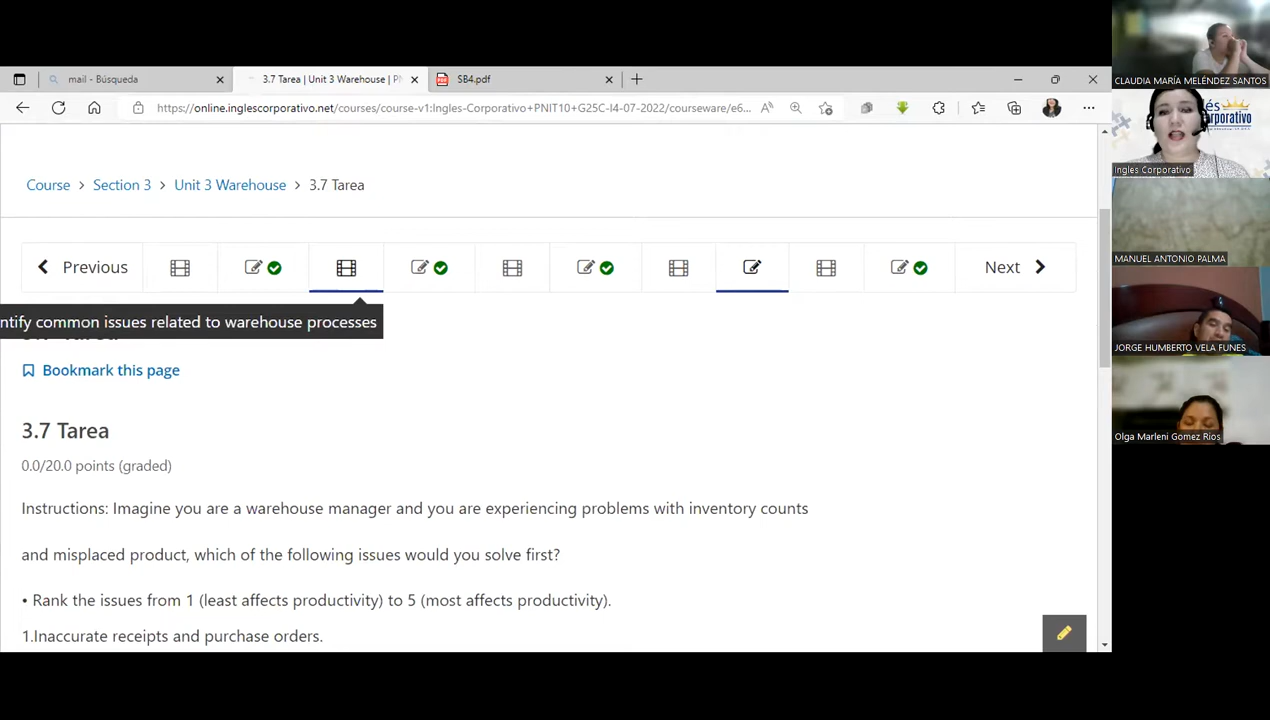 mail - Búsqueda
3.7 Tarea | Unit 3 Warehouse | PN
SB4.pdf
https://online.inglescorporativo.net/courses/course-v1:Ingles-Corporativo+PNIT10+G25C-I4-07-2022/courseware/e6...
Course > Section 3 > Unit 3 Warehouse > 3.7 Tarea
Previous
Next
ntify common issues related to warehouse processes
Bookmark this page
3.7 Tarea
0.0/20.0 points (graded)
Instructions: Imagine you are a warehouse manager and you are experiencing problems with inventory counts
and misplaced product, which of the following issues would you solve first?
• Rank the issues from 1 (least affects productivity) to 5 (most affects productivity).
1.Inaccurate receipts and purchase orders.
CLAUDIA MARÍA MELÉNDEZ SANTOS
Ingles Corporativo
MANUEL ANTONIO PALMA
JORGE HUMBERTO VELA FUNES
Olga Marleni Gomez Rios